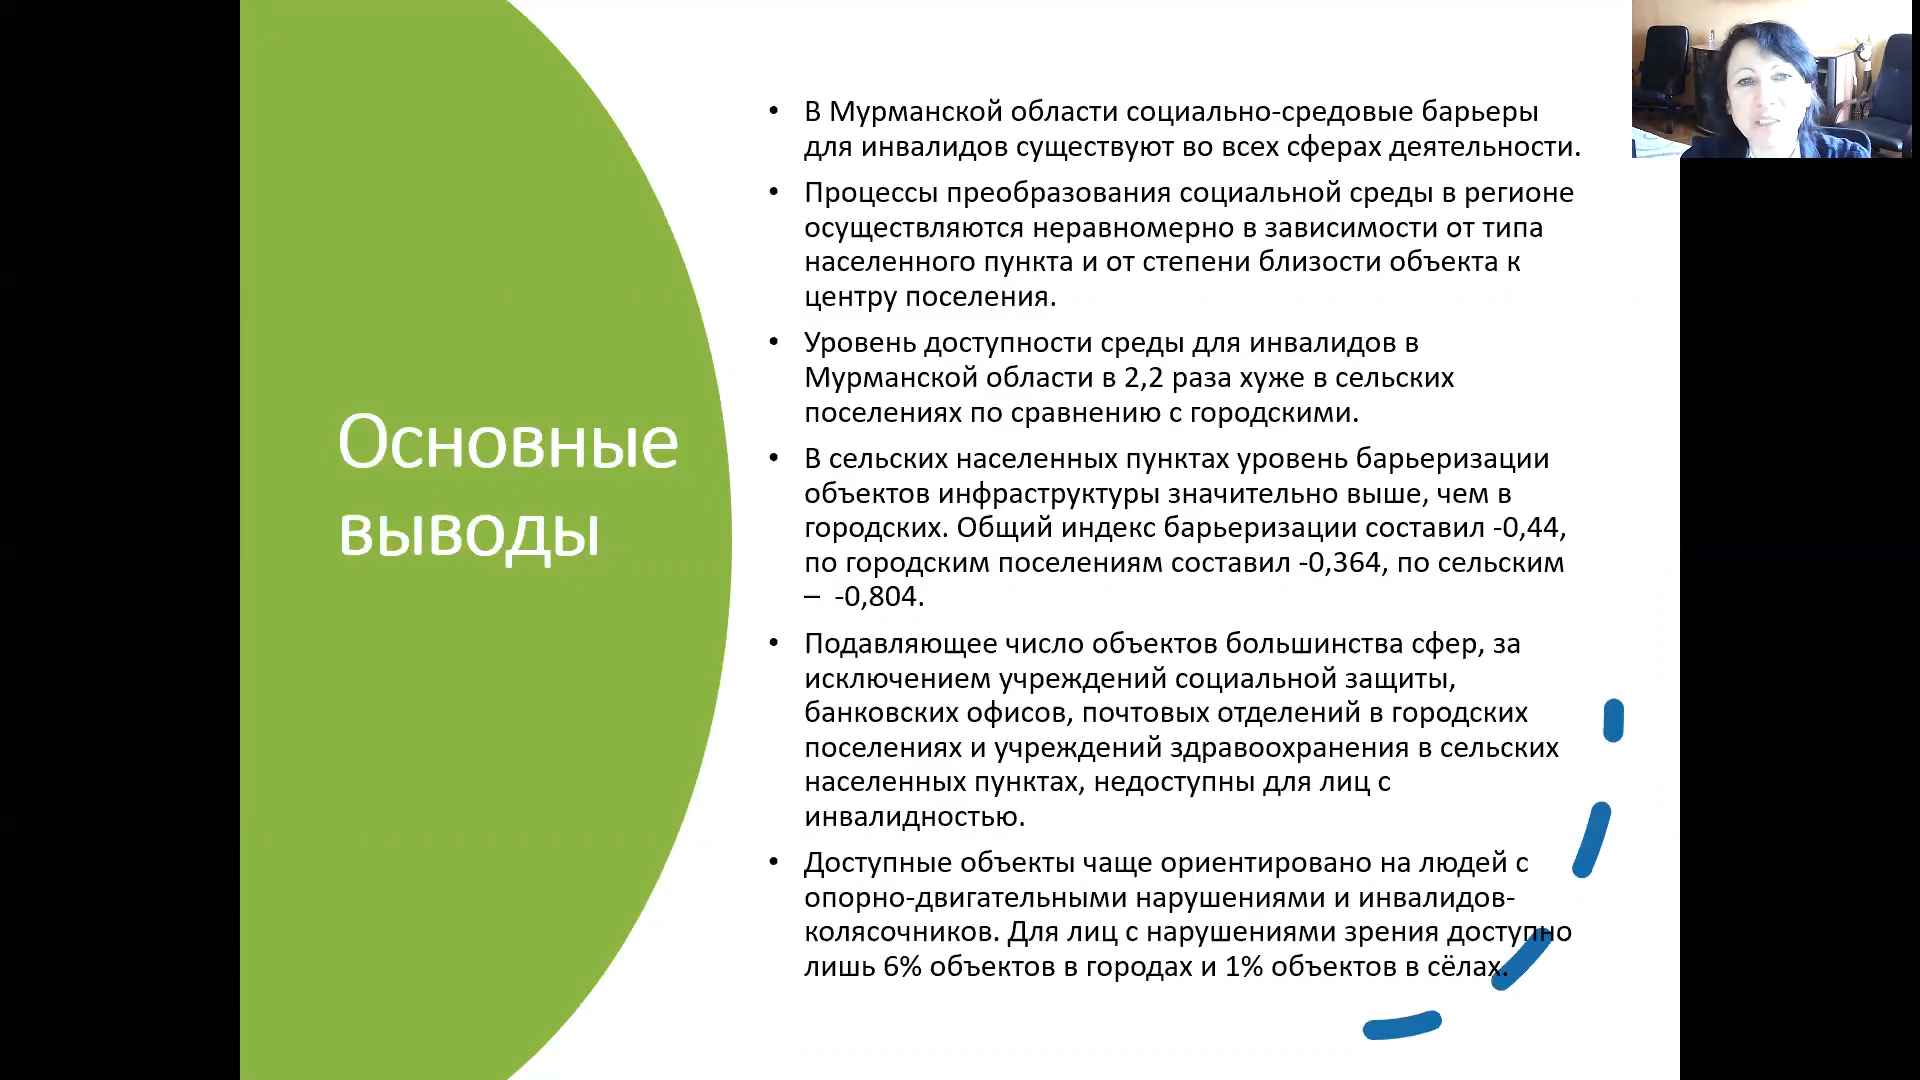 Основные
выводы
• В Мурманской области социально-средовые барьеры
для инвалидов существуют во всех сферах деятельности.
• Процессы преобразования социальной среды в регионе
осуществляются неравномерно в зависимости от типа
населенного пункта и от степени близости объекта к
центру поселения.
• Уровень доступности среды для инвалидов в
Мурманской области в 2,2 раза хуже в сельских
поселениях по сравнению с городскими.
• В сельских населенных пунктах уровень барьеризации
объектов инфраструктуры значительно выше, чем в
городских. Общий индекс барьеризации составил -0,44,
по городским поселениям составил -0,364, по сельским
– -0,804.
• Подавляющее число объектов большинства сфер, за
исключением учреждений социальной защиты,
банковских офисов, почтовых отделений в городских
поселениях и учреждений здравоохранения в сельских
населенных пунктах, недоступны для лиц с
инвалидностью.
• Доступные объекты чаще ориентировано на людей с
опорно-двигательными нарушениями и инвалидов-
колясочников. Для лиц с нарушениями зрения доступно
лишь 6% объектов в городах и 1% объектов в сёлах.